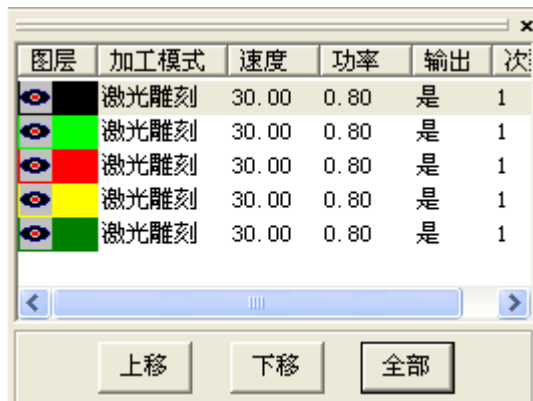 图层 加工模式 速度 功率 输出 次
激光雕刻 30.00 0.80 是 1
激光雕刻 30.00 0.80 是 1
激光雕刻 30.00 0.80 是 1
激光雕刻 30.00 0.80 是 1
激光雕刻 30.00 0.80 是 1
上移 下移 全部